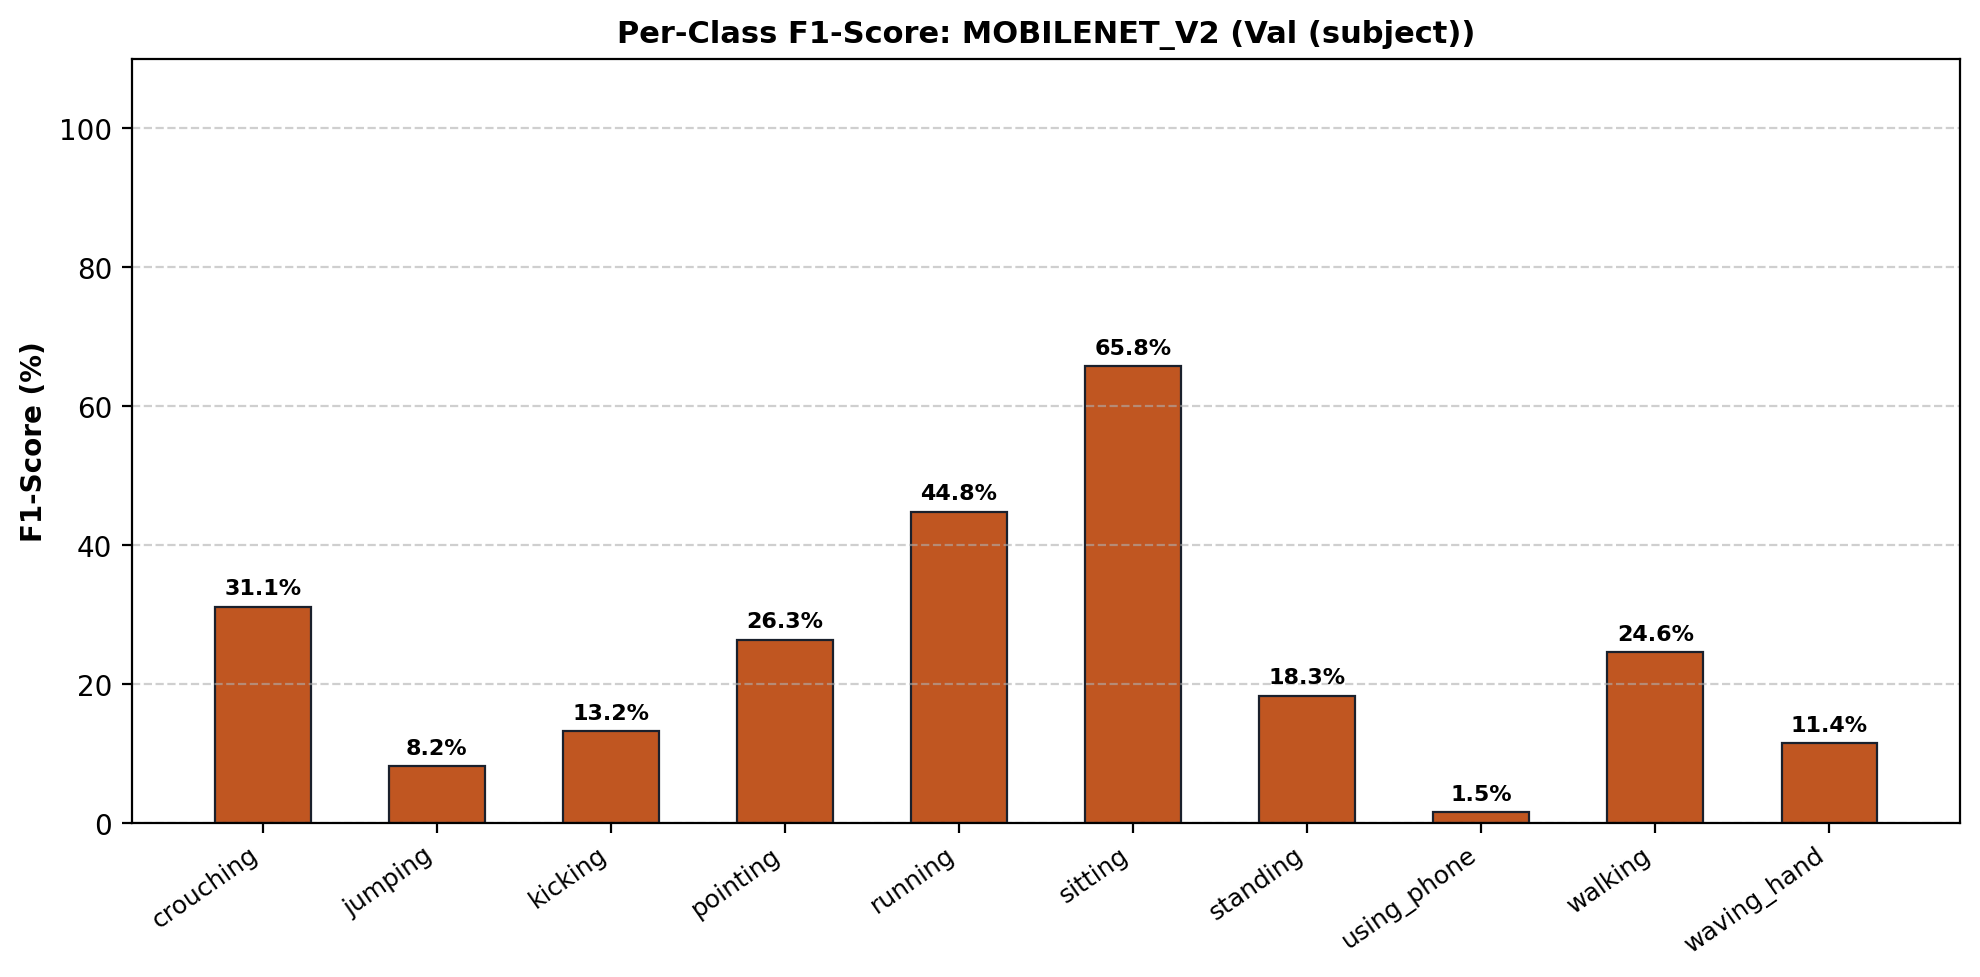 Per-Class F1-Score: MOBILENET_V2 (Val (subject))
F1-Score (%)
100
80
60
40
20
0
31.1%
8.2%
13.2%
26.3%
44.8%
65.8%
18.3%
1.5%
24.6%
11.4%
crouching
jumping
kicking
pointing
running
sitting
standing
using_phone
walking
waving_hand